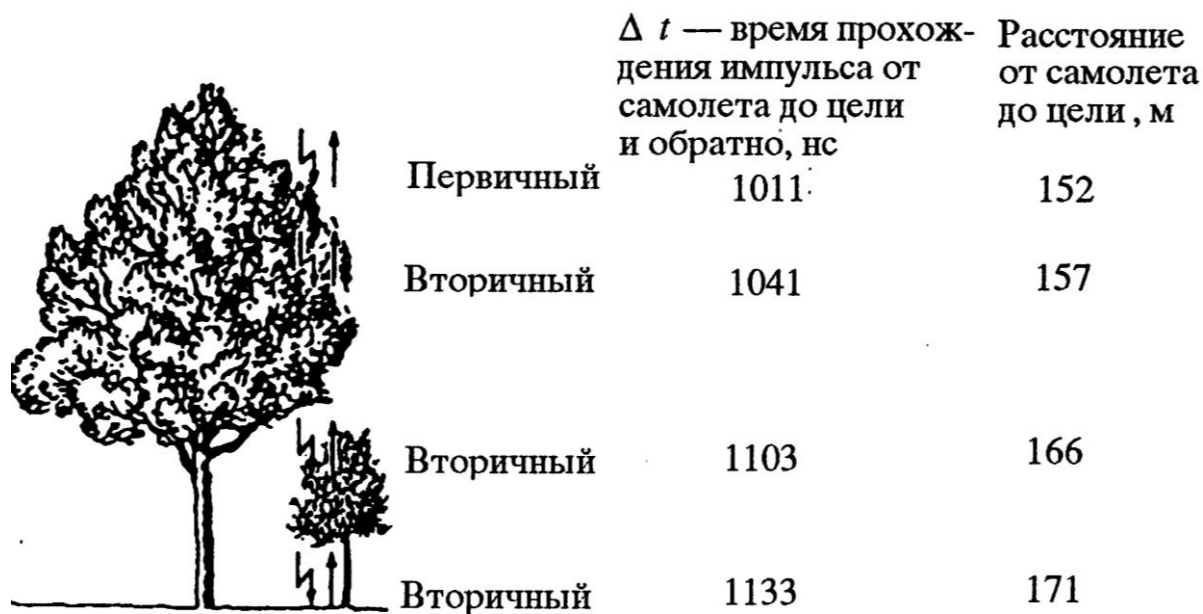 Δ t — время прохож- Расстояние
дения импульса от от самолета
самолета до цели до цели , м
и обратно, нс
Первичный 1011 152
Вторичный 1041 157
Вторичный 1103 166
Вторичный 1133 171